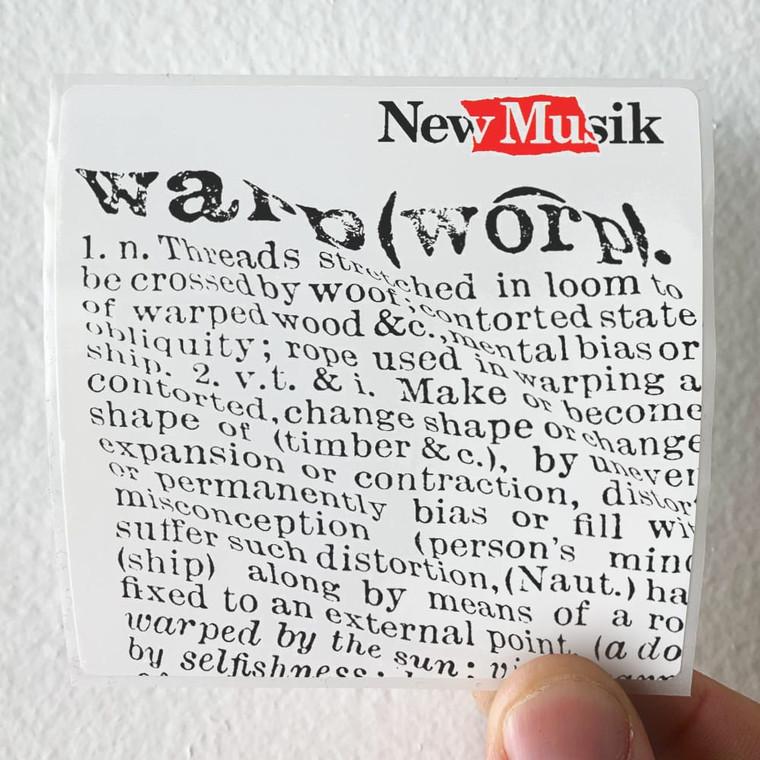 New Musik
warp (wôrp).
1. n. Threads stretched in loom to
be crossed by woof; contorted state
of warped wood &c., mental bias or
obliquity; rope used in warping a
ship. 2. v.t. & i. Make or become
contorted, change shape or change
shape of (timber & c.), by uneven
expansion or contraction, distor
or permanently bias or fill wi
misconception (person's mind
suffer such distortion, (Naut.) ha
(ship) along by means of a ro
fixed to an external point. (a do
warped by the sun;
by selfishness;